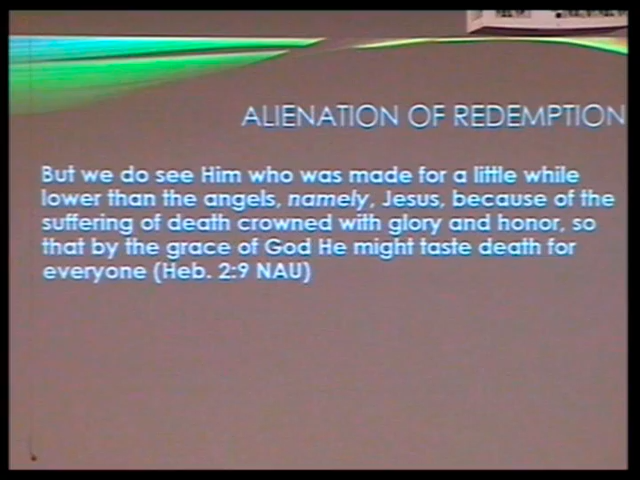 ALIENATION OF REDEMPTION
But we do see Him who was made for a little while
lower than the angels, namely, Jesus, because of the
suffering of death crowned with glory and honor, so
that by the grace of God He might taste death for
everyone (Heb. 2:9 NAU)